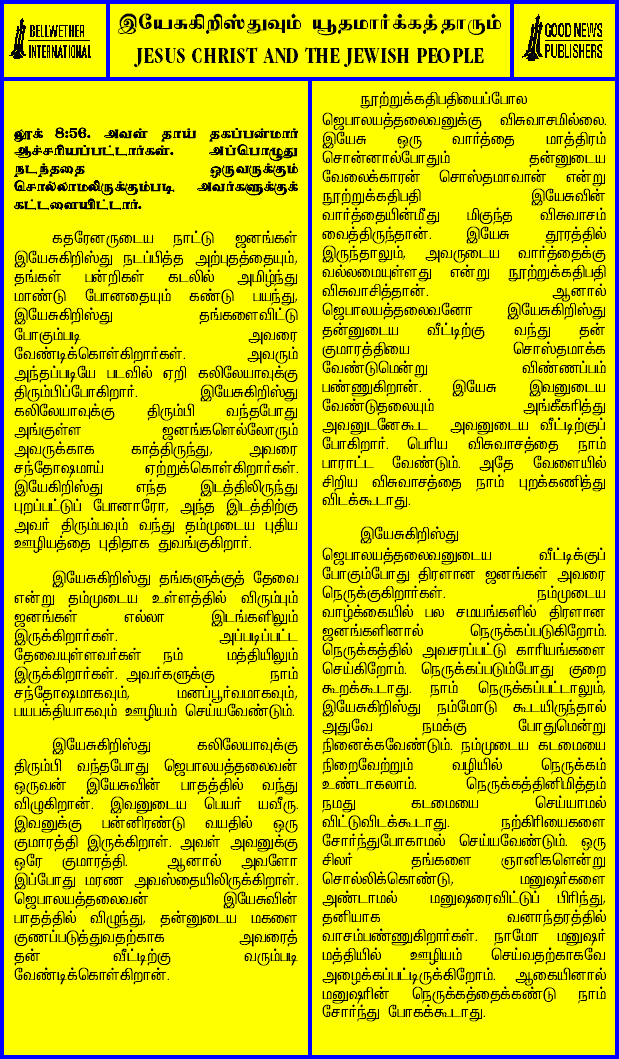 BELLWETHER
INTERNATIONAL
இயேசுகிறிஸ்துவும் யூதமார்க்கத்தாரும்
JESUS CHRIST AND THE JEWISH PEOPLE
GOOD NEWS
PUBLISHERS
லூக் 8:56. அவள் தாய் தகப்பன்மார்
ஆச்சரியப்பட்டார்கள். அப்பொழுது
நடந்ததை ஒருவருக்கும்
சொல்லாமலிருக்கும்படி அவர்களுக்குக்
கட்டளையிட்டார்.
கதரேனருடைய நாட்டு ஜனங்கள்
இயேசுகிறிஸ்து நடப்பித்த அற்புதத்தையும்,
தங்கள் பன்றிகள் கடலில் அமிழ்ந்து
மாண்டு போனதையும் கண்டு பயந்து,
இயேசுகிறிஸ்து தங்களைவிட்டு
போகும்படி அவரை
வேண்டிக்கொள்கிறார்கள். அவரும்
அந்தப்படியே படவில் ஏறி கலிலேயாவுக்கு
திரும்பிப்போகிறார். இயேசுகிறிஸ்து
கலிலேயாவுக்கு திரும்பி வந்தபோது
அங்குள்ள ஜனங்களெல்லோரும்
அவருக்காக காத்திருந்து, அவரை
சந்தோஷமாய் ஏற்றுக்கொள்கிறார்கள்.
இயேகிறிஸ்து எந்த இடத்திலிருந்து
புறப்பட்டுப் போனாரோ, அந்த இடத்திற்கு
அவர் திரும்பவும் வந்து தம்முடைய புதிய
ஊழியத்தை புதிதாக துவங்குகிறார்.
இயேசுகிறிஸ்து தங்களுக்குத் தேவை
என்று தம்முடைய உள்ளத்தில் விரும்பும்
ஜனங்கள் எல்லா இடங்களிலும்
இருக்கிறார்கள். அப்படிப்பட்ட
தேவையுள்ளவர்கள் நம் மத்தியிலும்
இருக்கிறார்கள். அவர்களுக்கு நாம்
சந்தோஷமாகவும், மனப்பூர்வமாகவும்,
பயபக்தியாகவும் ஊழியம் செய்யவேண்டும்.
இயேசுகிறிஸ்து கலிலேயாவுக்கு
திரும்பி வந்தபோது ஜெபாலயத்தலைவன்
ஒருவன் இயேசுவின் பாதத்தில் வந்து
விழுகிறான். இவனுடைய பெயர் யவீரு.
இவனுக்கு பன்னிரண்டு வயதில் ஒரு
குமாரத்தி இருக்கிறாள். அவள் அவனுக்கு
ஒரே குமாரத்தி. ஆனால் அவளோ
இப்போது மரண அவஸ்தையிலிருக்கிறாள்.
ஜெபாலயத்தலைவன் இயேசுவின்
பாதத்தில் விழுந்து, தன்னுடைய மகளை
குணப்படுத்துவதற்காக அவரைத்
தன் வீட்டிற்கு வரும்படி
வேண்டிக்கொள்கிறான்.
நூற்றுக்கதிபதியைப்போல
ஜெபாலயத்தலைவனுக்கு விசுவாசமில்லை.
இயேசு ஒரு வார்த்தை மாத்திரம்
சொன்னால்போதும் தன்னுடைய
வேலைக்காரன் சொஸ்தமாவான் என்று
நூற்றுக்கதிபதி இயேசுவின்
வார்த்தையின்மீது மிகுந்த விசுவாசம்
வைத்திருந்தான். இயேசு தூரத்தில்
இருந்தாலும், அவருடைய வார்த்தைக்கு
வல்லமையுள்ளது என்று நூற்றுக்கதிபதி
விசுவாசித்தான். ஆனால்
ஜெபாலயத்தலைவனோ இயேசுகிறிஸ்து
தன்னுடைய வீட்டிற்கு வந்து தன்
குமாரத்தியை சொஸ்தமாக்க
வேண்டுமென்று விண்ணப்பம்
பண்ணுகிறான். இயேசு இவனுடைய
வேண்டுதலையும் அங்கீகரித்து
அவனுடனேகூட அவனுடைய வீட்டிற்குப்
போகிறார். பெரிய விசுவாசத்தை நாம்
பாராட்ட வேண்டும். அதே வேளையில்
சிறிய விசுவாசத்தை நாம் புறக்கணித்து
விடக்கூடாது.
இயேசுகிறிஸ்து
ஜெபாலயத்தலைவனுடைய வீட்டிக்குப்
போகும்போது திரளான ஜனங்கள் அவரை
நெருக்குகிறார்கள். நம்முடைய
வாழ்க்கையில் பல சமயங்களில் திரளான
ஜனங்களினால் நெருக்கப்படுகிறோம்.
நெருக்கத்தில் அவசரப்பட்டு காரியங்களை
செய்கிறோம். நெருக்கப்படும்போது குறை
கூறக்கூடாது. நாம் நெருக்கப்பட்டாலும்,
இயேசுகிறிஸ்து நம்மோடு கூடயிருந்தால்
அதுவே நமக்கு போதுமென்று
நினைக்கவேண்டும். நம்முடைய கடமையை
நிறைவேற்றும் வழியில் நெருக்கம்
உண்டாகலாம். நெருக்கத்தினிமித்தம்
நமது கடமையை செய்யாமல்
விட்டுவிடக்கூடாது. நற்கிரியைகளை
சோர்ந்துபோகாமல் செய்யவேண்டும். ஒரு
சிலர் தங்களை ஞானிகளென்று
சொல்லிக்கொண்டு, மனுஷர்களை
அண்டாமல் மனுஷரைவிட்டுப் பிரிந்து,
தனியாக வனாந்தரத்தில்
வாசம்பண்ணுகிறார்கள். நாமோ மனுஷர்
மத்தியில் ஊழியம் செய்வதற்காகவே
அழைக்கப்பட்டிருக்கிறோம். ஆகையினால்
மனுஷரின் நெருக்கத்தைக்கண்டு நாம்
சோர்ந்து போகக்கூடாது.